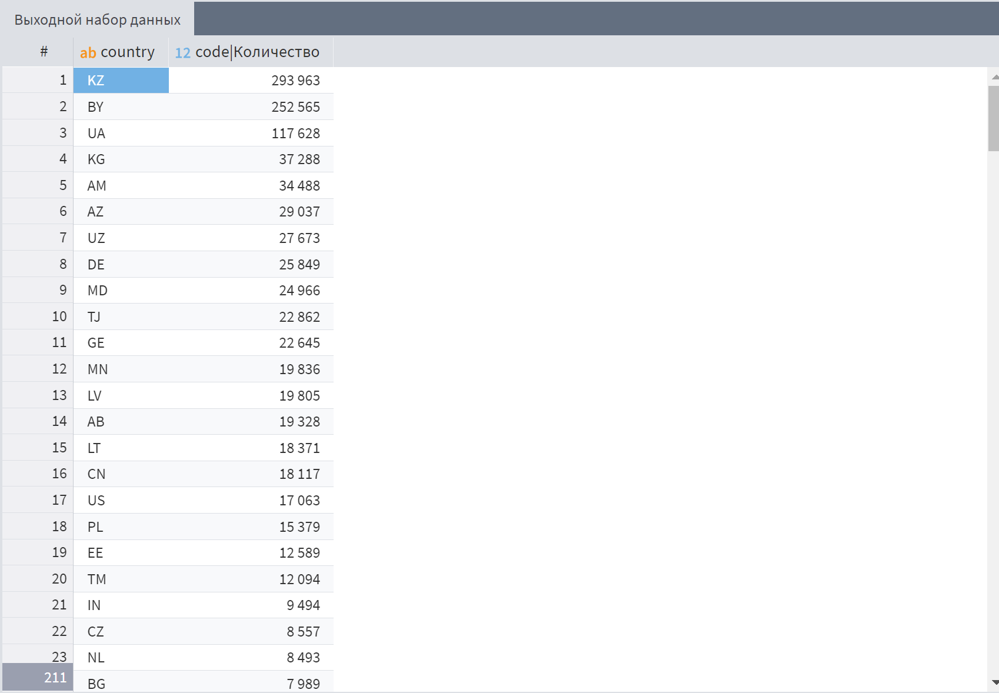 Выходной набор данных
# ab country 12 code|Количество
1 KZ 293 963
2 BY 252 565
3 UA 117 628
4 KG 37 288
5 AM 34 488
6 AZ 29 037
7 UZ 27 673
8 DE 25 849
9 MD 24 966
10 TJ 22 862
11 GE 22 645
12 MN 19 836
13 LV 19 805
14 AB 19 328
15 LT 18 371
16 CN 18 117
17 US 17 063
18 PL 15 379
19 EE 12 589
20 TM 12 094
21 IN 9 494
22 CZ 8 557
23 NL 8 493
211 BG 7 989